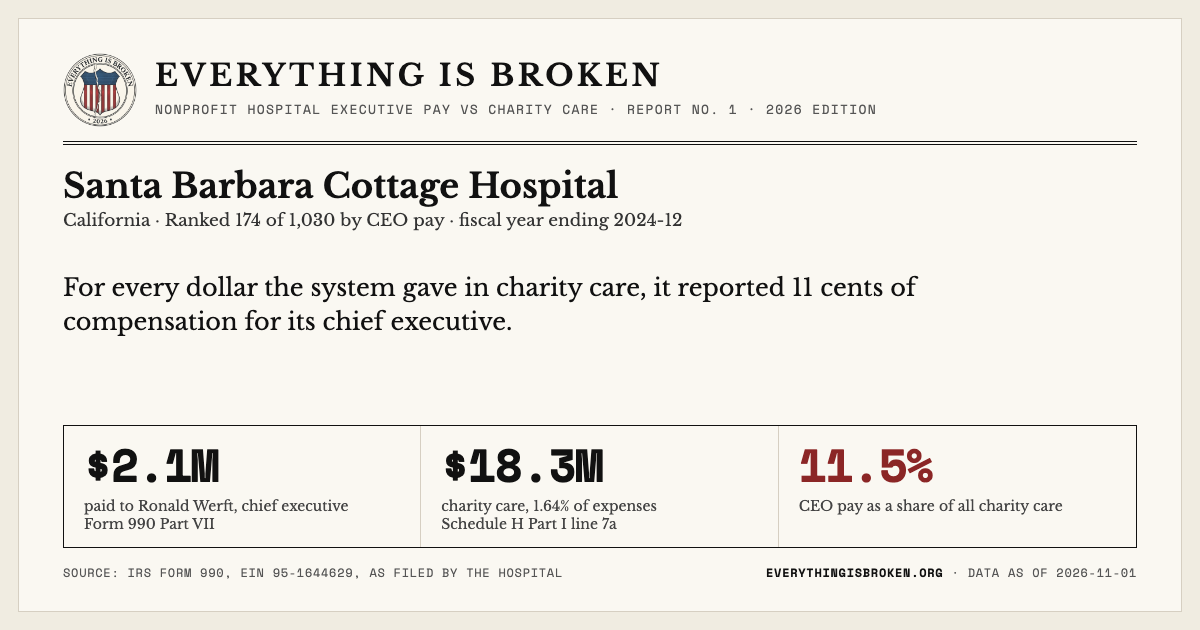 EVERYTHING IS BROKEN
· 2026 ·
EVERYTHING IS BROKEN
NONPROFIT HOSPITAL EXECUTIVE PAY VS CHARITY CARE · REPORT NO. 1 · 2026 EDITION
Santa Barbara Cottage Hospital
California · Ranked 174 of 1,030 by CEO pay · fiscal year ending 2024-12
For every dollar the system gave in charity care, it reported 11 cents of
compensation for its chief executive.
$2.1M
paid to Ronald Werft, chief executive
Form 990 Part VII
$18.3M
charity care, 1.64% of expenses
Schedule H Part I line 7a
11.5%
CEO pay as a share of all charity care
SOURCE: IRS FORM 990, EIN 95-1644629, AS FILED BY THE HOSPITAL
EVERYTHINGISBROKEN.ORG · DATA AS OF 2026-11-01